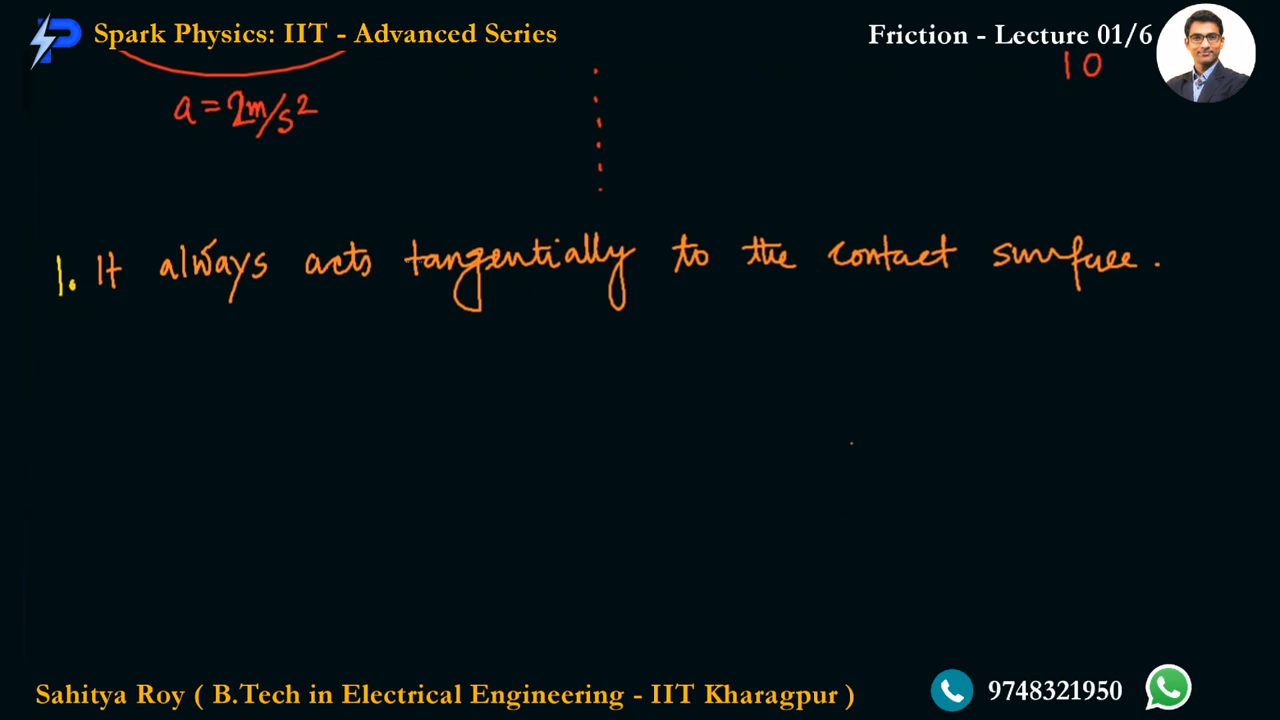 Spark Physics: IIT - Advanced Series
Friction - Lecture 01/6
10
a = 2m/s2
1. It always acts tangentially to the contact surface.
Sahitya Roy ( B.Tech in Electrical Engineering - IIT Kharagpur )
9748321950